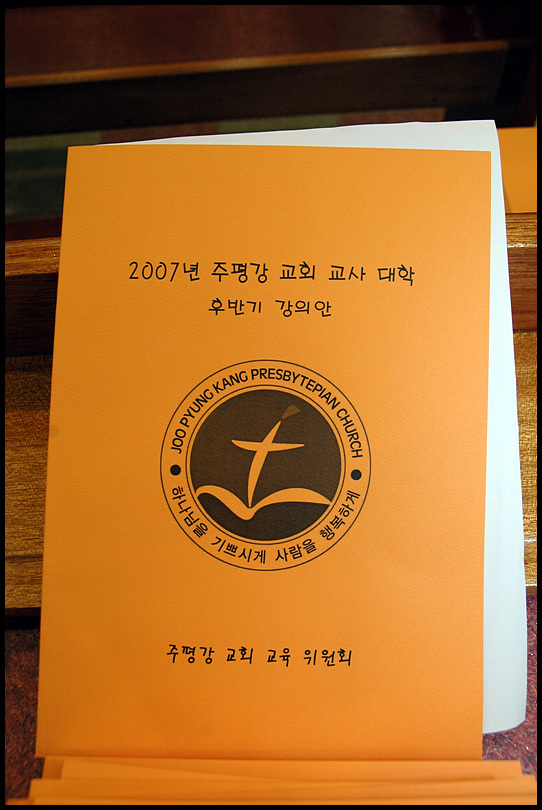 2007년 주평강 교회 교사 대학
후반기 강의안
JOO PYUNG KANG PRESBYTEPIAN CHURCH
하나님을 기쁘시게 사람을 행복하게
주평강 교회 교육 위원회